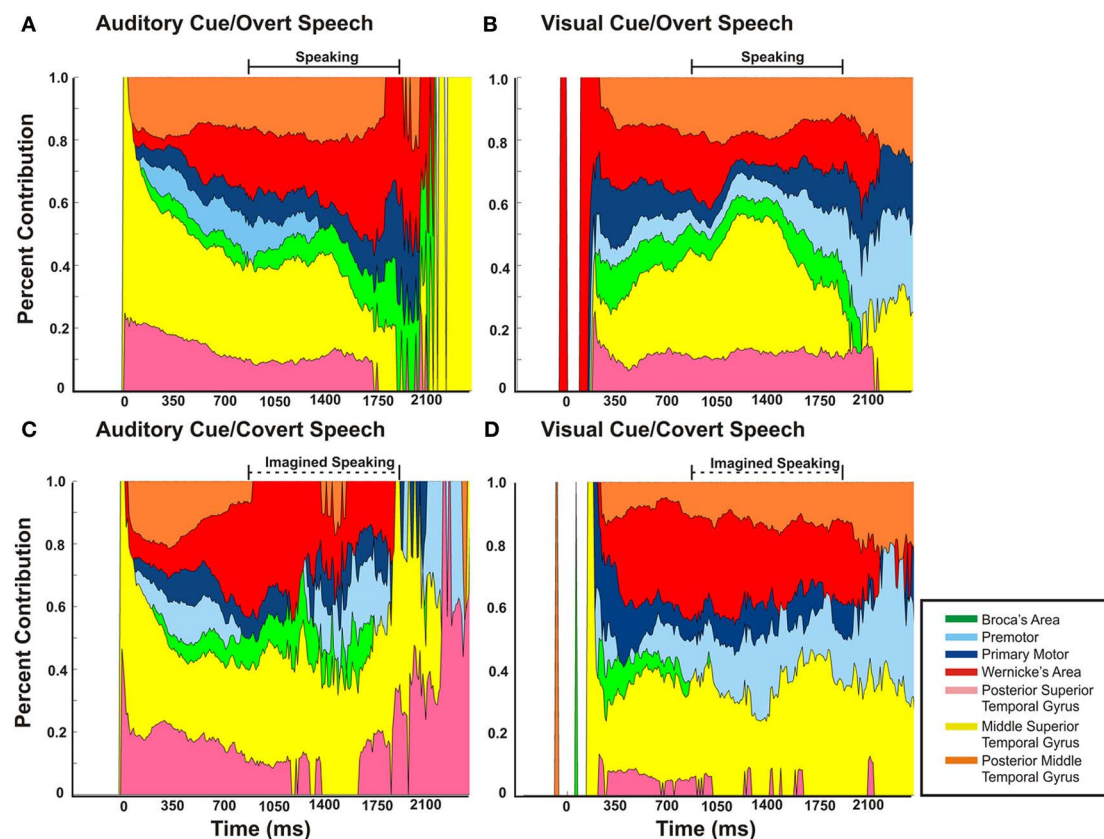 A Auditory Cue/Overt Speech
Speaking
Percent Contribution
1.0
0.8
0.6
0.4
0.2
0
0 350 700 1050 1400 1750 2100
B Visual Cue/Overt Speech
Speaking
1.0
0.8
0.6
0.4
0.2
0
0 350 700 1050 1400 1750 2100
C Auditory Cue/Covert Speech
Imagined Speaking
Percent Contribution
1.0
0.8
0.6
0.4
0.2
0
0 350 700 1050 1400 1750 2100
Time (ms)
D Visual Cue/Covert Speech
Imagined Speaking
1.0
0.8
0.6
0.4
0.2
0
0 350 700 1050 1400 1750 2100
Time (ms)
Broca's Area
Premotor
Primary Motor
Wernicke's Area
Posterior Superior
Temporal Gyrus
Middle Superior
Temporal Gyrus
Posterior Middle
Temporal Gyrus